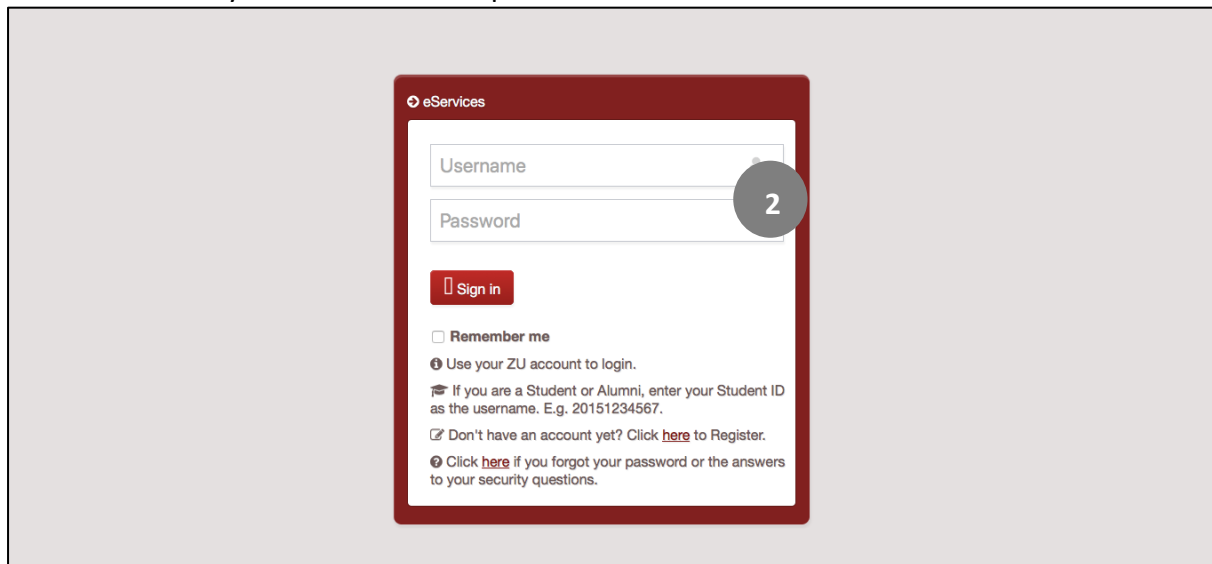 eServices
Username
Password
2
Sign in
Remember me
Use your ZU account to login.
If you are a Student or Alumni, enter your Student ID
as the username. E.g. 20151234567.
Don't have an account yet? Click here to Register.
Click here if you forgot your password or the answers
to your security questions.